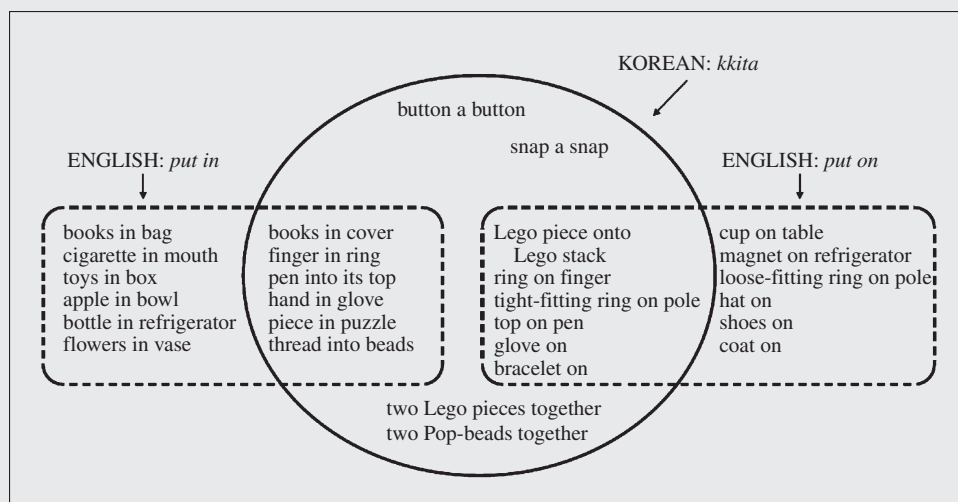 KOREAN: kkita
button a button
snap a snap
ENGLISH: put in
ENGLISH: put on
books in bag
cigarette in mouth
toys in box
apple in bowl
bottle in refrigerator
flowers in vase
books in cover
finger in ring
pen into its top
hand in glove
piece in puzzle
thread into beads
Lego piece onto
Lego stack
ring on finger
tight-fitting ring on pole
top on pen
glove on
bracelet on
cup on table
magnet on refrigerator
loose-fitting ring on pole
hat on
shoes on
coat on
two Lego pieces together
two Pop-beads together